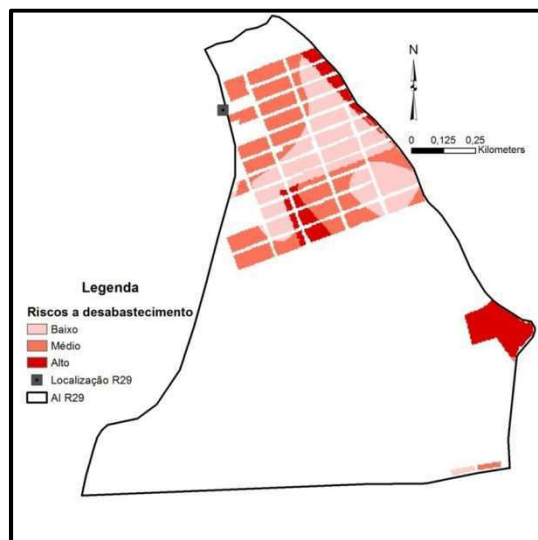 N
0 0,125 0,25
Kilometers
Legenda
Riscos a desabastecimento
Baixo
Médio
Alto
Localização R29
AI R29